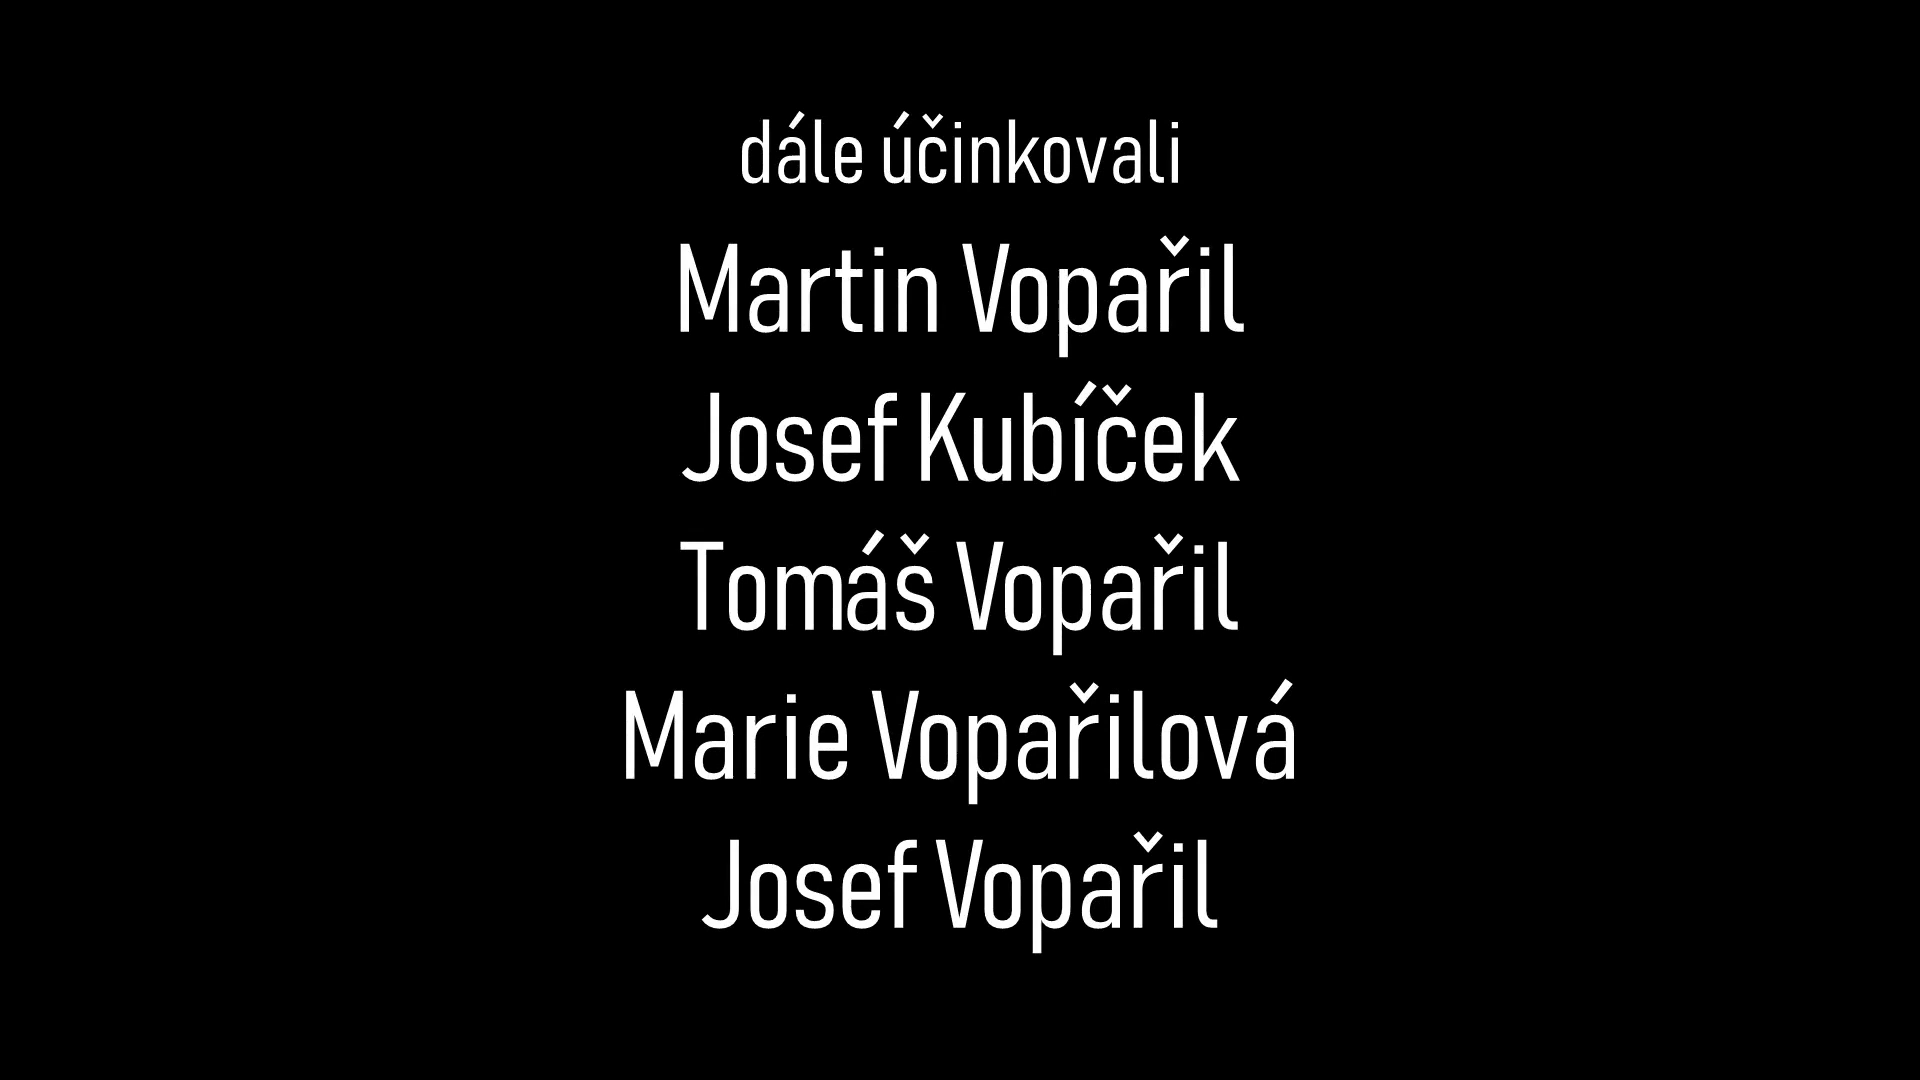 dále účinkovali
Martin Vopařil
Josef Kubíček
Tomáš Vopařil
Marie Vopařilová
Josef Vopařil